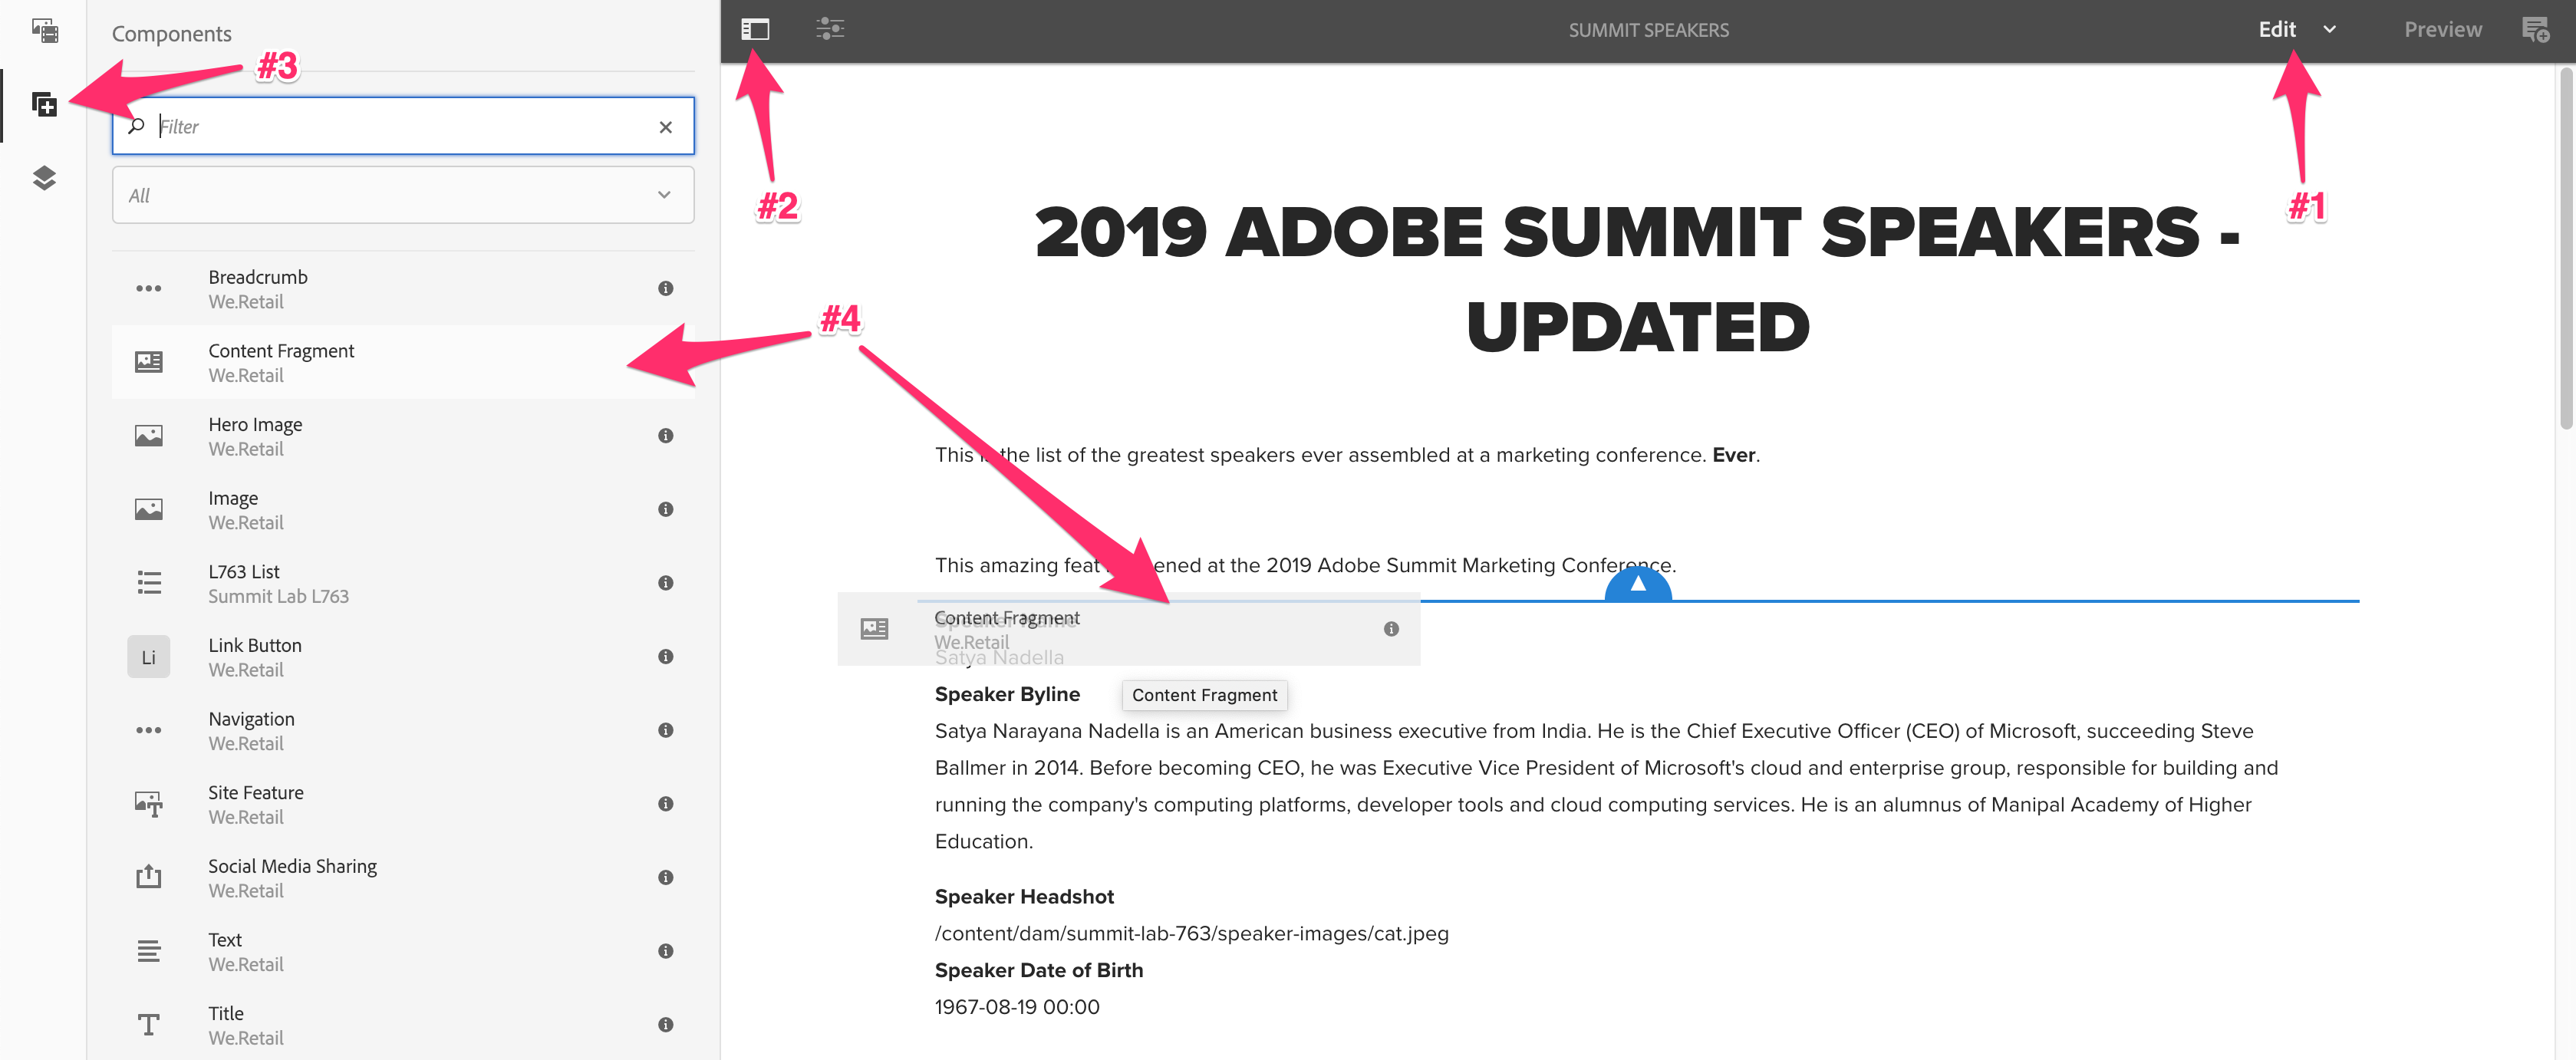 Components
#3
Filter
All
Breadcrumb
We.Retail
Content Fragment
We.Retail
Hero Image
We.Retail
Image
We.Retail
L763 List
Summit Lab L763
Li
Link Button
We.Retail
Navigation
We.Retail
Site Feature
We.Retail
Social Media Sharing
We.Retail
Text
We.Retail
Title
We.Retail
SUMMIT SPEAKERS
Edit
Preview
#2
#1
2019 ADOBE SUMMIT SPEAKERS -
UPDATED
#4
This is the list of the greatest speakers ever assembled at a marketing conference. Ever.
This amazing feat at the 2019 Adobe Summit Marketing Conference.
Content Fragment
We.Retail
Speaker Name
Satya Nadella
Speaker Byline
Content Fragment
Satya Narayana Nadella is an American business executive from India. He is the Chief Executive Officer (CEO) of Microsoft, succeeding Steve
Ballmer in 2014. Before becoming CEO, he was Executive Vice President of Microsoft's cloud and enterprise group, responsible for building and
running the company's computing platforms, developer tools and cloud computing services. He is an alumnus of Manipal Academy of Higher
Education.
Speaker Headshot
/content/dam/summit-lab-763/speaker-images/cat.jpeg
Speaker Date of Birth
1967-08-19 00:00